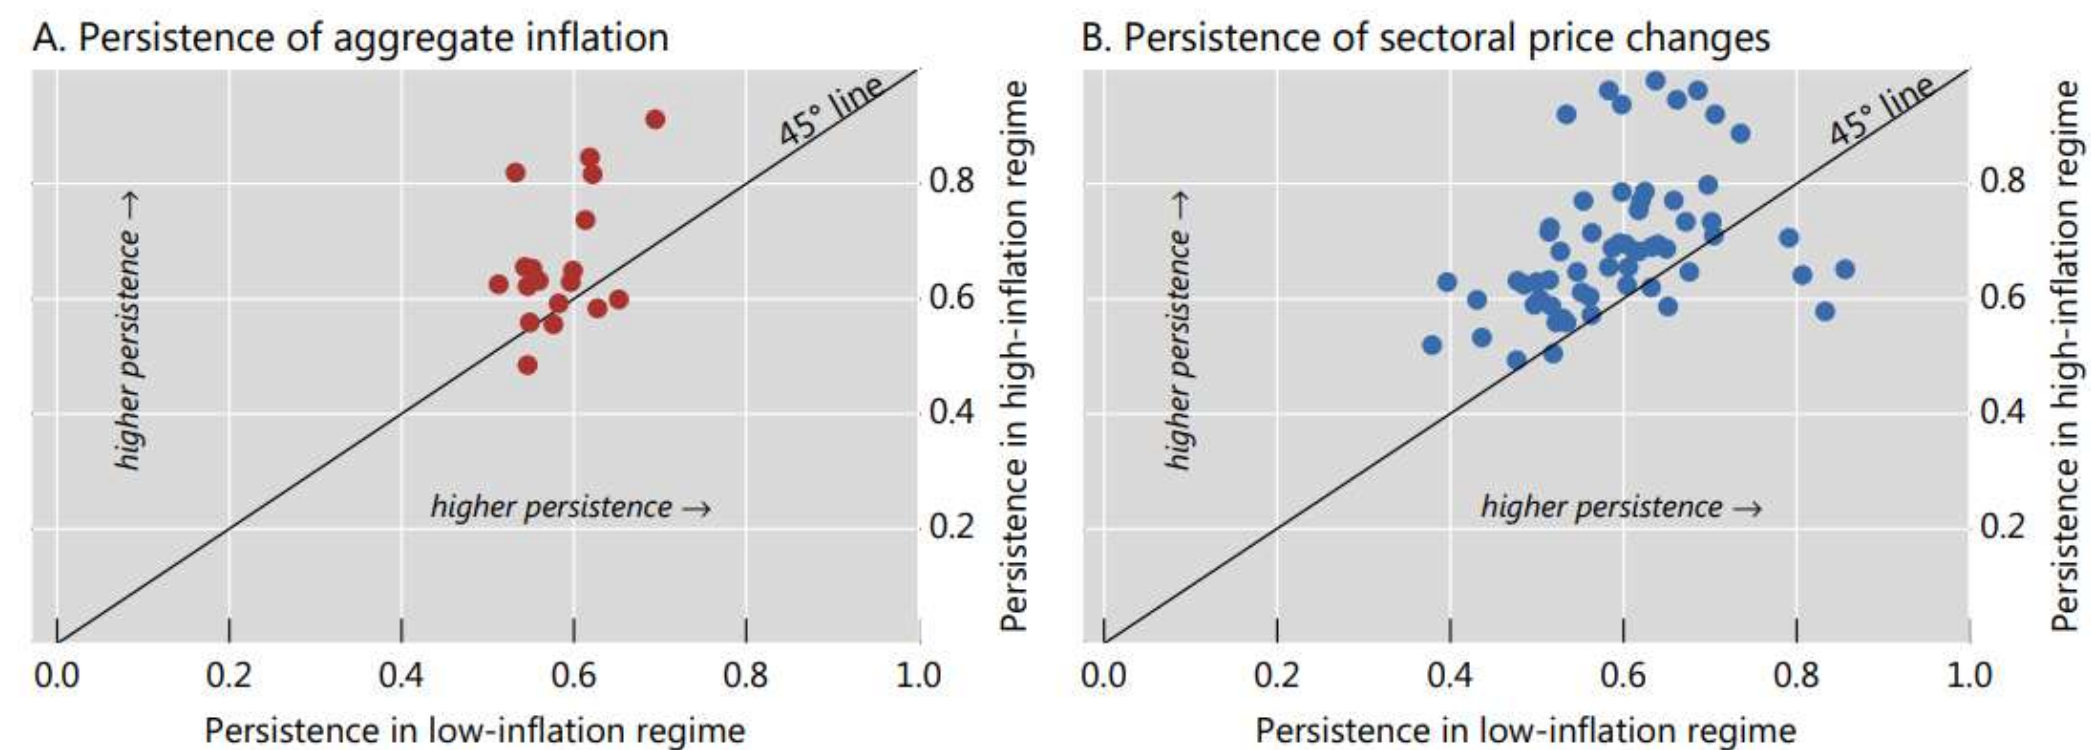 A. Persistence of aggregate inflation
45° line
higher persistence →
higher persistence →
0.8
0.6
0.4
0.2
Persistence in high-inflation regime
0.0 0.2 0.4 0.6 0.8 1.0
Persistence in low-inflation regime
B. Persistence of sectoral price changes
45° line
higher persistence →
higher persistence →
0.8
0.6
0.4
0.2
Persistence in high-inflation regime
0.0 0.2 0.4 0.6 0.8 1.0
Persistence in low-inflation regime